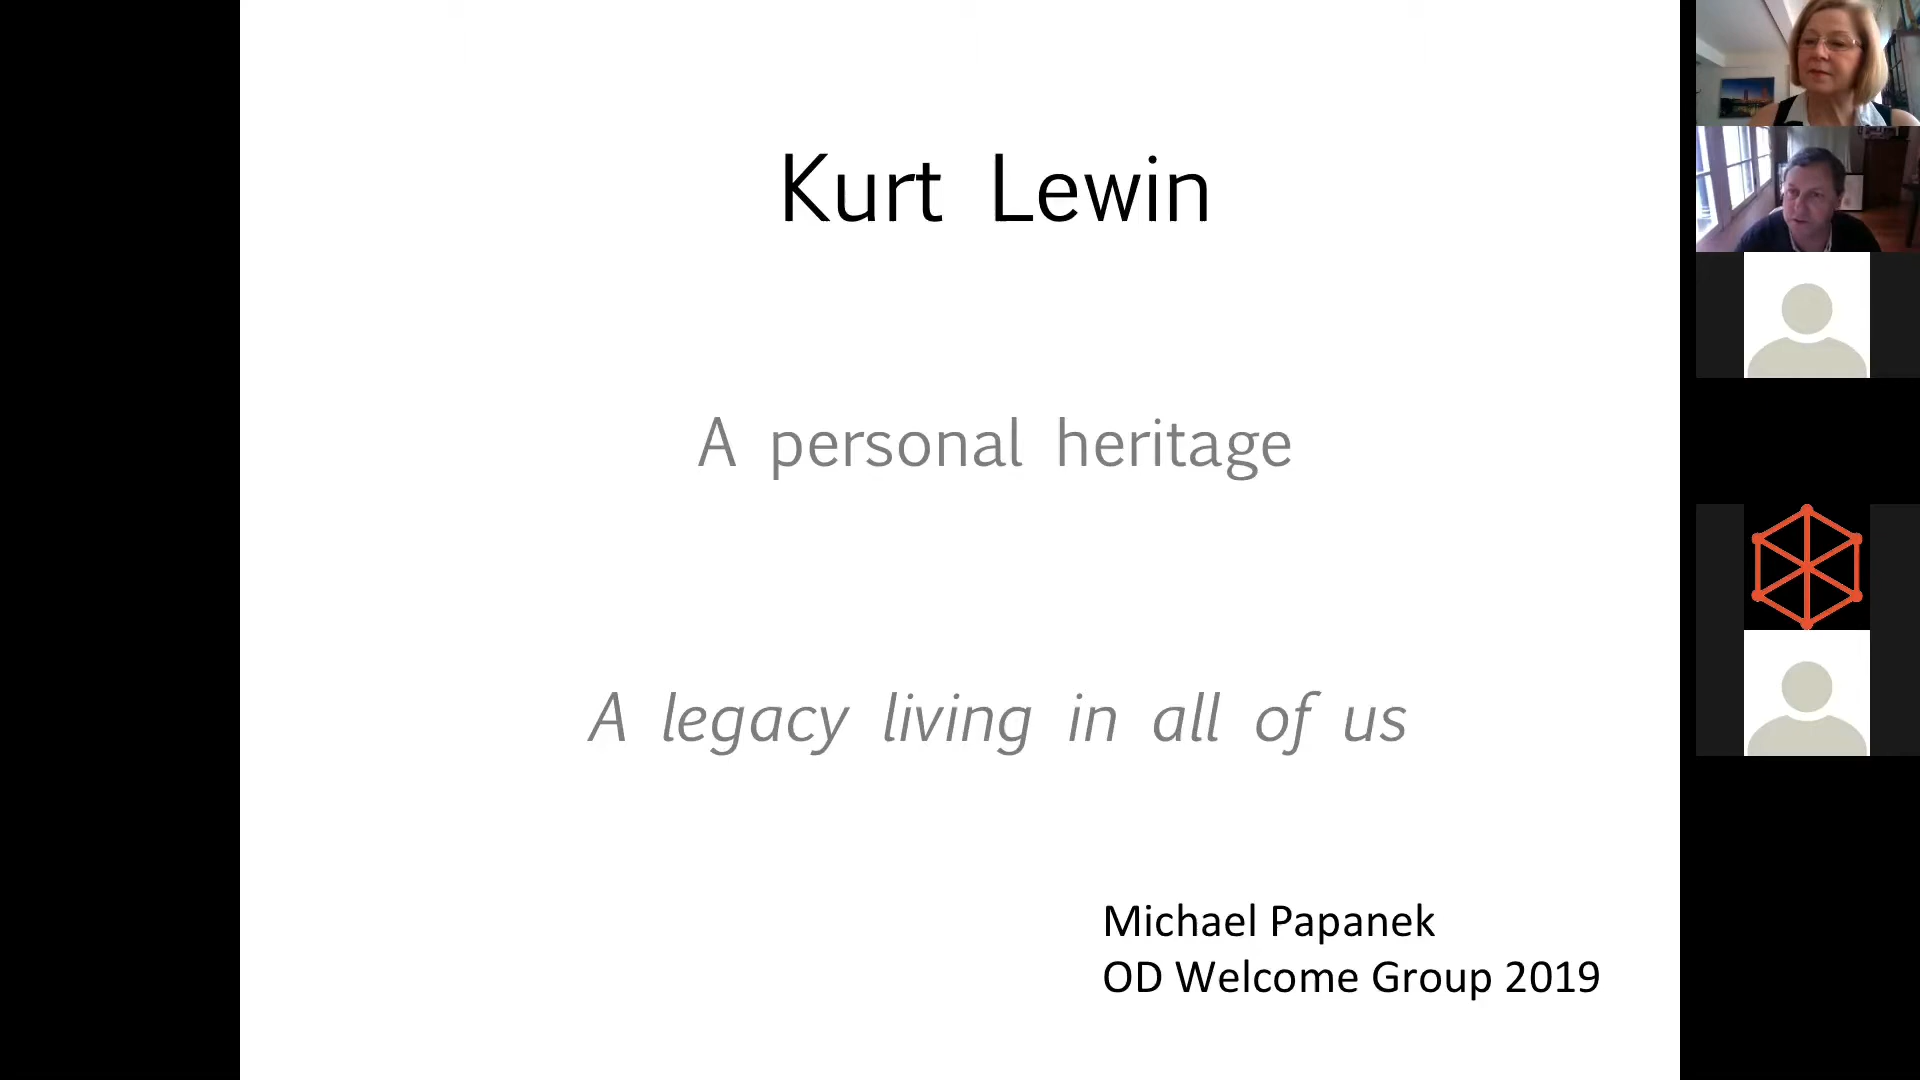 Kurt Lewin
A personal heritage
A legacy living in all of us
Michael Papanek
OD Welcome Group 2019